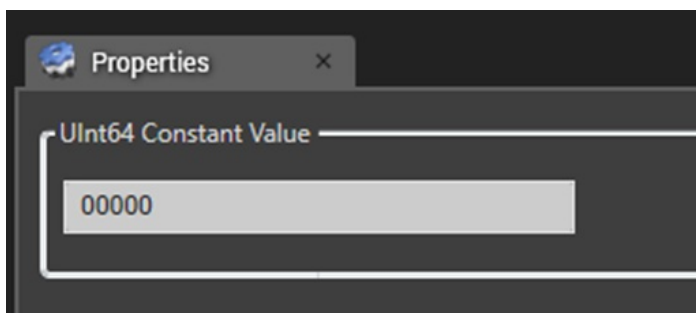 Properties ×
UInt64 Constant Value
00000